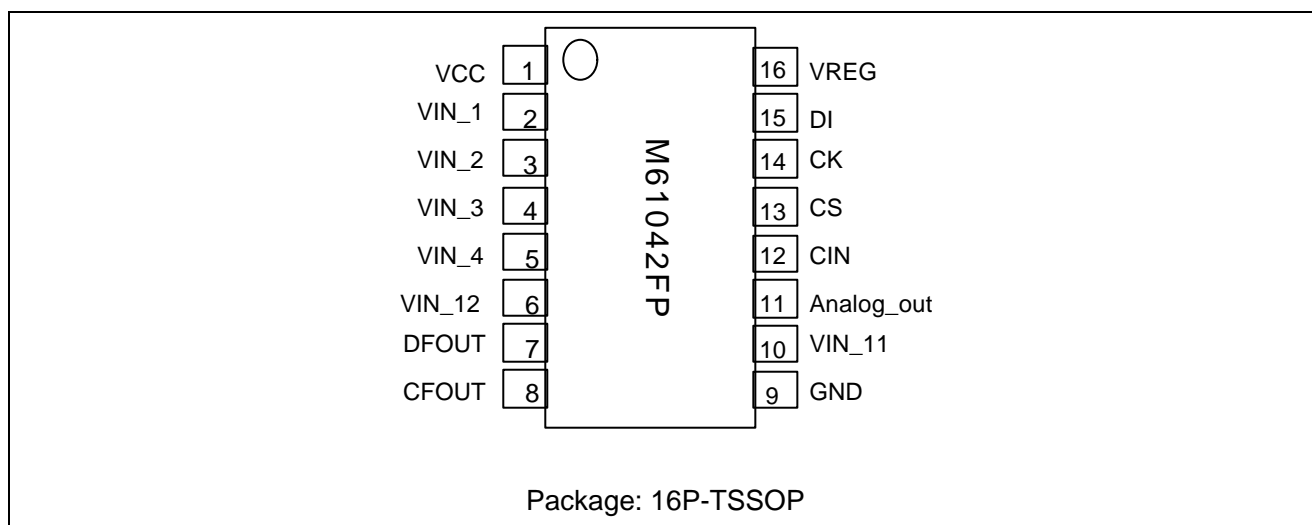 VCC 1 16 VREG
VIN_1 2 15 DI
VIN_2 3 14 CK
VIN_3 4 13 CS
VIN_4 5 12 CIN
VIN_12 6 11 Analog_out
DFOUT 7 10 VIN_11
CFOUT 8 9 GND
M61042FP
Package: 16P-TSSOP